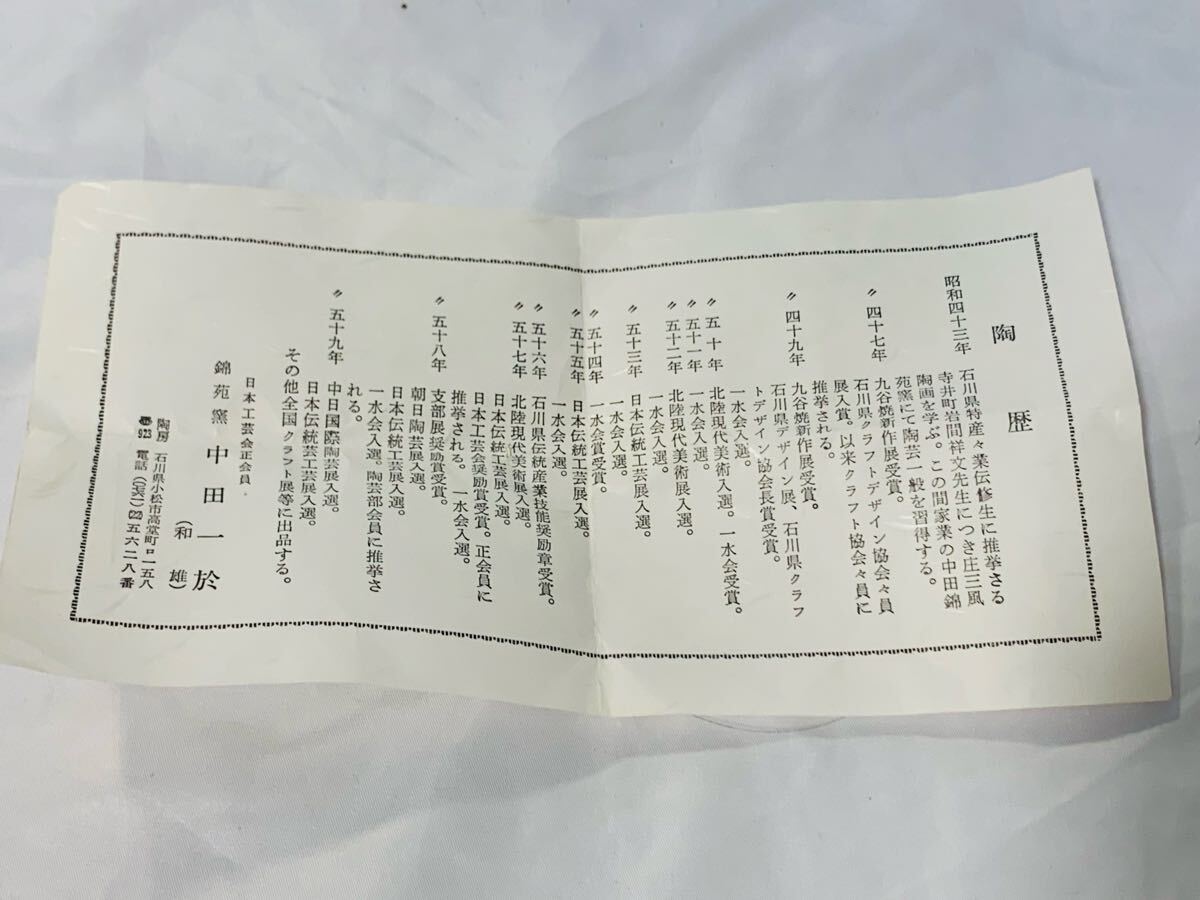 陶歴
昭和四十三年 石川県特産々業伝修生に推挙さる
寺井町岩間祥文先生につき庄三風
陶画を学ぶ。この間家業の中田錦
苑窯にて陶芸一般を習得する。
〃四十七年 九谷焼新作展受賞。
石川県クラフトデザイン協会々員
展入賞。以来クラフト協会々員に
推挙される。
〃四十九年 九谷焼新作展受賞。
石川県デザイン展、石川県クラフ
トデザイン協会長賞受賞。
一水会入選。
〃五十年 北陸現代美術入選。一水会受賞。
〃五十一年 一水会入選。
〃五十二年 北陸現代美術展入選。
一水会入選。
〃五十三年 日本伝統工芸展入選。
一水会入選。
〃五十四年 一水会賞受賞。
〃五十五年 日本伝統工芸展入選。
一水会入選。
〃五十六年 石川県伝統産業技能奨励章受賞。
〃五十七年 北陸現代美術展入選。
日本伝統工芸展入選。
日本工芸会奨励賞受賞。正会員に
推挙される。一水会入選。
〃五十八年 支部展奨励賞受賞。
朝日陶芸展入選。
日本伝統工芸展入選。
一水会入選。陶芸部会員に推挙さ
れる。
〃五十九年 中日国際陶芸展入選。
日本伝統工芸展入選。
その他全国クラフト展等に出品する。
日本工芸会正会員
錦苑窯 中田一於
(和雄)
陶房 石川県小松市高堂町ロ一五八
〒923 電話(〇七六一)(22)五六二八番